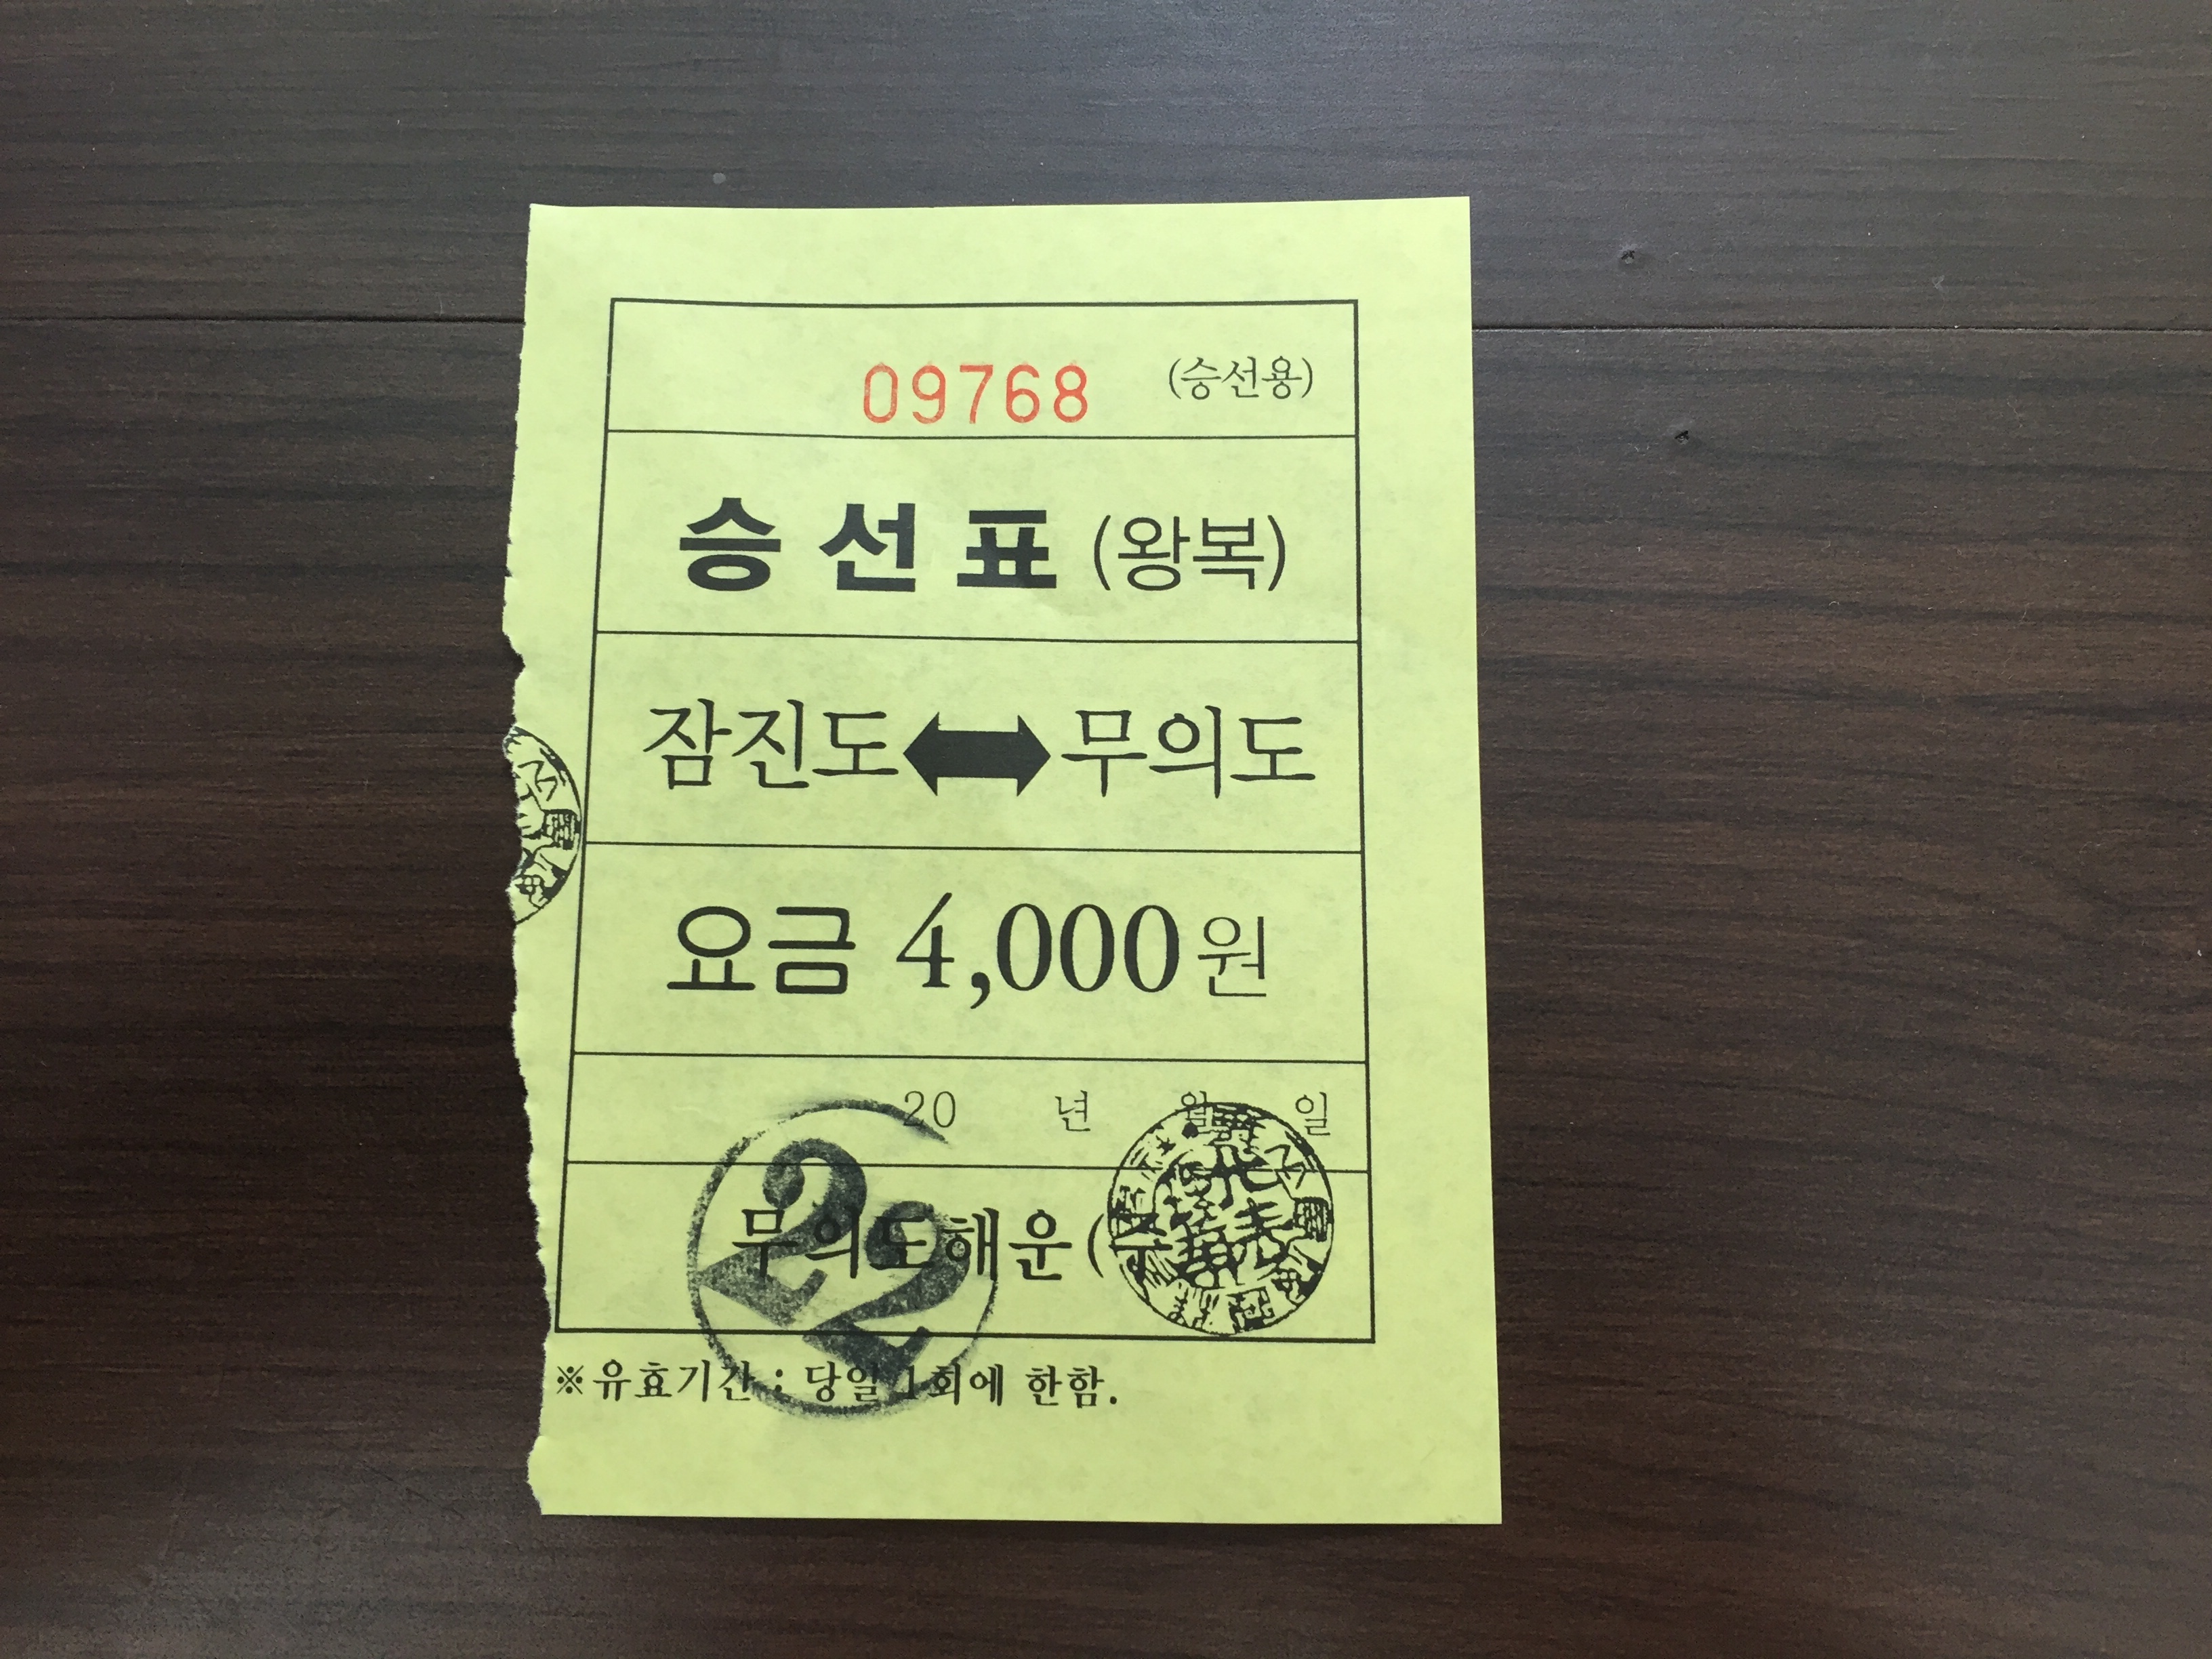 09768 (승선용)
승선표 (왕복)
잠진도 ↔ 무의도
요금 4,000원
20 년 월 일
무의도해운(주
22
※유효기간 : 당일 1회에 한함.